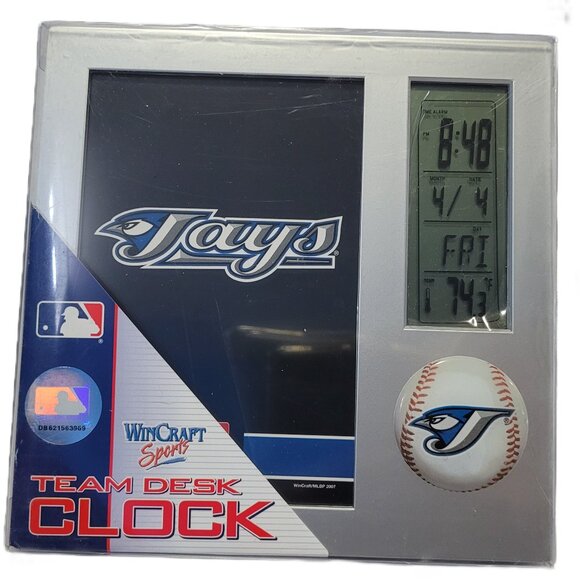 Jays
TIME ALARM
PM 8:48
MONTH DATE
4/ 4
DAY
FRI
TEMP °F
74.3
DB621563969
WINCRAFT
Sports
TEAM DESK
CLOCK
WinCraft/MLBP 2007